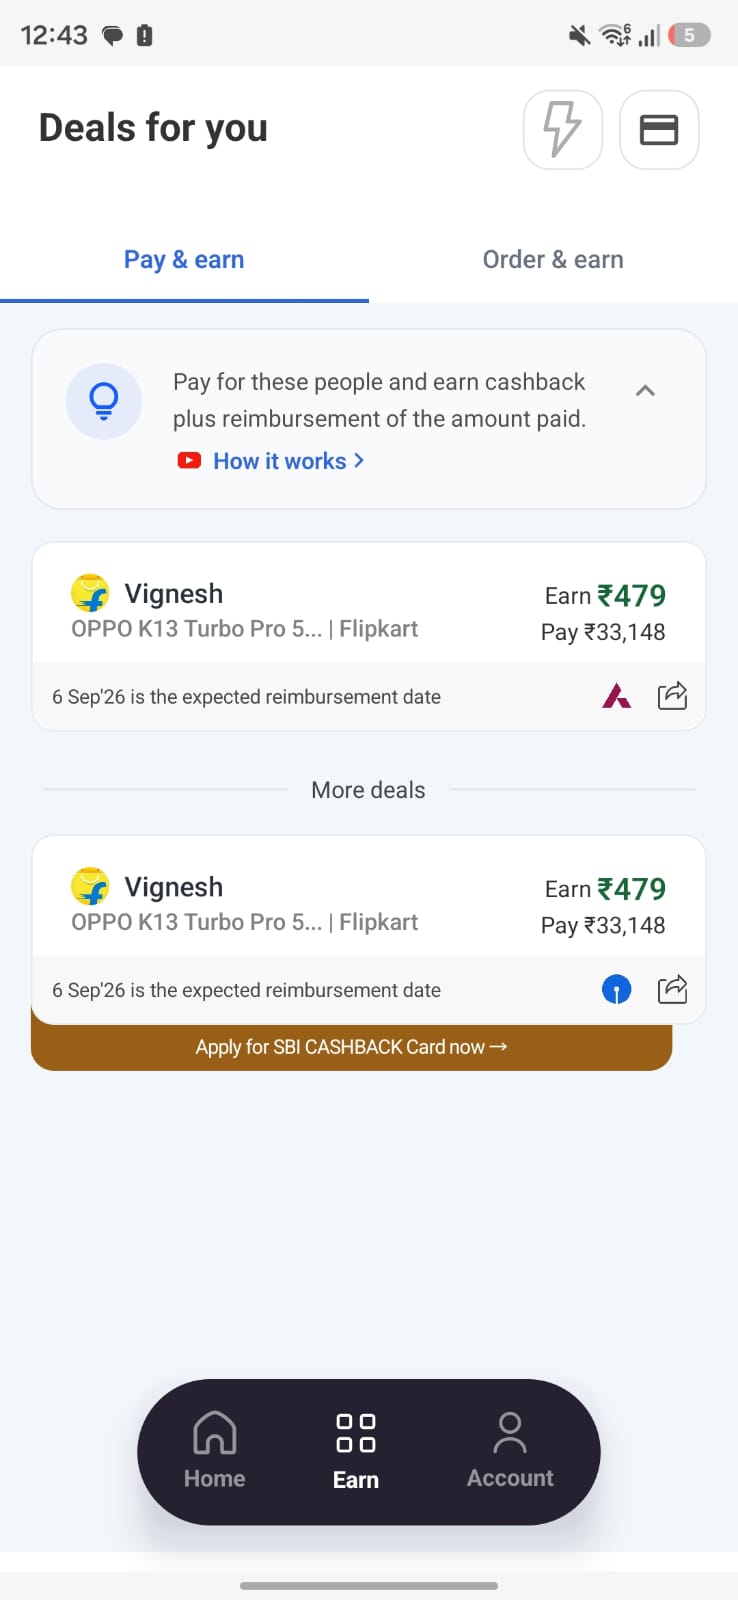 12:43
6
5
Deals for you
Pay & earn
Order & earn
Pay for these people and earn cashback
plus reimbursement of the amount paid.
How it works >
Vignesh
Earn ₹479
OPPO K13 Turbo Pro 5... | Flipkart
Pay ₹33,148
6 Sep'26 is the expected reimbursement date
More deals
Vignesh
Earn ₹479
OPPO K13 Turbo Pro 5... | Flipkart
Pay ₹33,148
6 Sep'26 is the expected reimbursement date
Apply for SBI CASHBACK Card now →
Home
Earn
Account